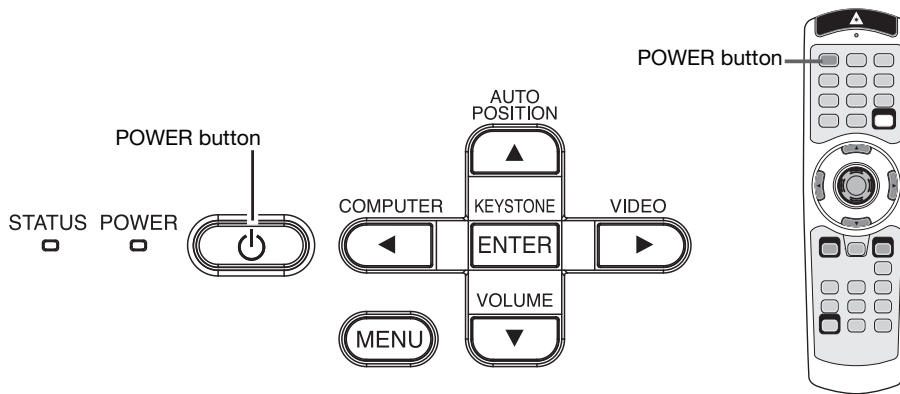 POWER button
AUTO
POSITION
POWER button
STATUS POWER
COMPUTER KEYSTONE VIDEO
ENTER
VOLUME
MENU